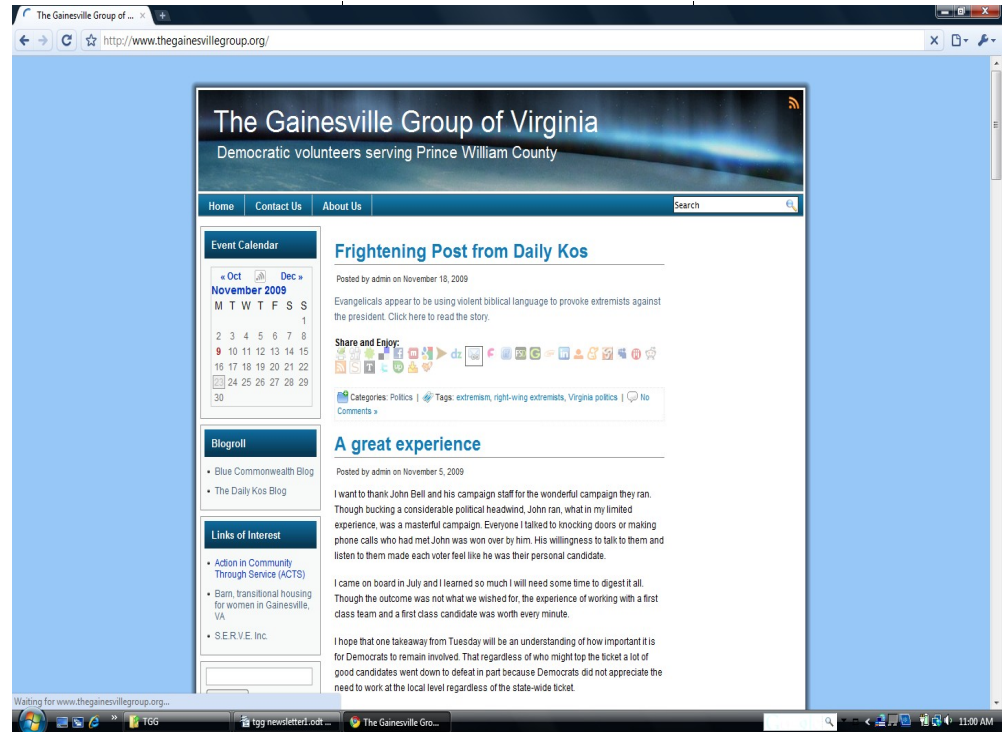 The Gainesville Group of ...
http://www.thegainesvillegroup.org/
The Gainesville Group of Virginia
Democratic volunteers serving Prince William County
Home Contact Us About Us
Search
Event Calendar
« Oct Dec »
November 2009
M T W T F S S
1
2 3 4 5 6 7 8
9 10 11 12 13 14 15
16 17 18 19 20 21 22
23 24 25 26 27 28 29
30
Blogroll
• Blue Commonwealth Blog
• The Daily Kos Blog
Links of Interest
• Action in Community
Through Service (ACTS)
• Barn, transitional housing
for women in Gainesville,
VA
• S.E.R.V.E. Inc.
Frightening Post from Daily Kos
Posted by admin on November 18, 2009
Evangelicals appear to be using violent biblical language to provoke extremists against
the president. Click here to read the story.
Share and Enjoy:
Categories: Politics | Tags: extremism, right-wing extremists, Virginia politics | No
Comments »
A great experience
Posted by admin on November 5, 2009
I want to thank John Bell and his campaign staff for the wonderful campaign they ran.
Though bucking a considerable political headwind, John ran, what in my limited
experience, was a masterful campaign. Everyone I talked to knocking doors or making
phone calls who had met John was won over by him. His willingness to talk to them and
listen to them made each voter feel like he was their personal candidate.
I came on board in July and I learned so much I will need some time to digest it all.
Though the outcome was not what we wished for, the experience of working with a first
class team and a first class candidate was worth every minute.
I hope that one takeaway from Tuesday will be an understanding of how important it is
for Democrats to remain involved. That regardless of who might top the ticket a lot of
good candidates went down to defeat in part because Democrats did not appreciate the
need to work at the local level regardless of the state-wide ticket.
Waiting for www.thegainesvillegroup.org...
TGG
tgg newsletter1.odt ...
The Gainesville Gro...
11:00 AM